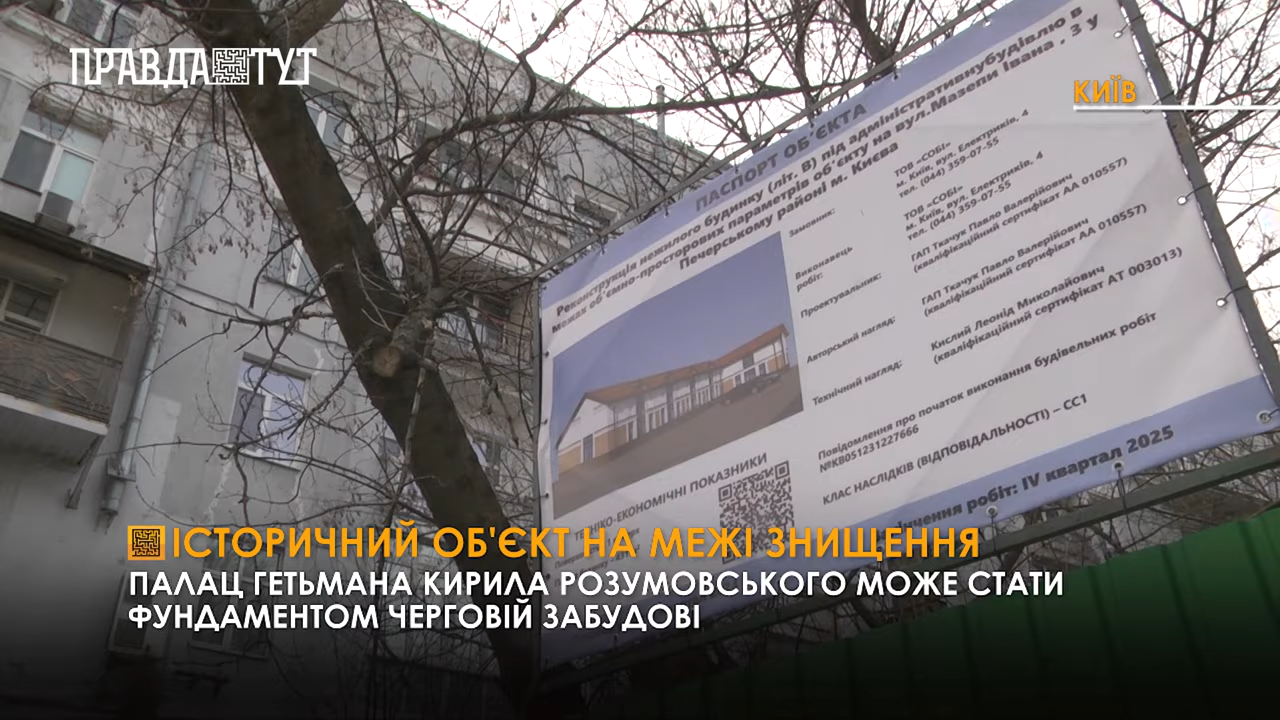 ПРАВДА ТУТ
КИЇВ
ПАСПОРТ ОБ'ЄКТА
Реконструкція нежилого будинку (літ. В) під адміністративну будівлю в
межах об'ємно-просторових параметрів об'єкту на вул.Мазепи Івана - 3 у
Печерському районі м. Києва
Замовник:
ТОВ «СОБІ»
м. Київ, вул. Електриків, 4
тел. (044) 359-07-55
Виконавець
робіт:
ТОВ «СОБІ»
м. Київ, вул. Електриків, 4
тел. (044) 359-07-55
Проектувальник:
ГАП Ткачук Павло Валерійович
(кваліфікаційний сертифікат АА 010557)
Авторський нагляд:
ГАП Ткачук Павло Валерійович
(кваліфікаційний сертифікат АА 010557)
Технічний нагляд:
Кислий Леонід Миколайович
(кваліфікаційний сертифікат АТ 003013)
Повідомлення про початок виконання будівельних робіт
№КВ051231227666
КЛАС НАСЛІДКІВ (ВІДПОВІДАЛЬНОСТІ) – СС1
ТЕХНІКО-ЕКОНОМІЧНІ ПОКАЗНИКИ
робіт: IV квартал 2025
ІСТОРИЧНИЙ ОБ'ЄКТ НА МЕЖІ ЗНИЩЕННЯ
ПАЛАЦ ГЕТЬМАНА КИРИЛА РОЗУМОВСЬКОГО МОЖЕ СТАТИ
ФУНДАМЕНТОМ ЧЕРГОВІЙ ЗАБУДОВІ